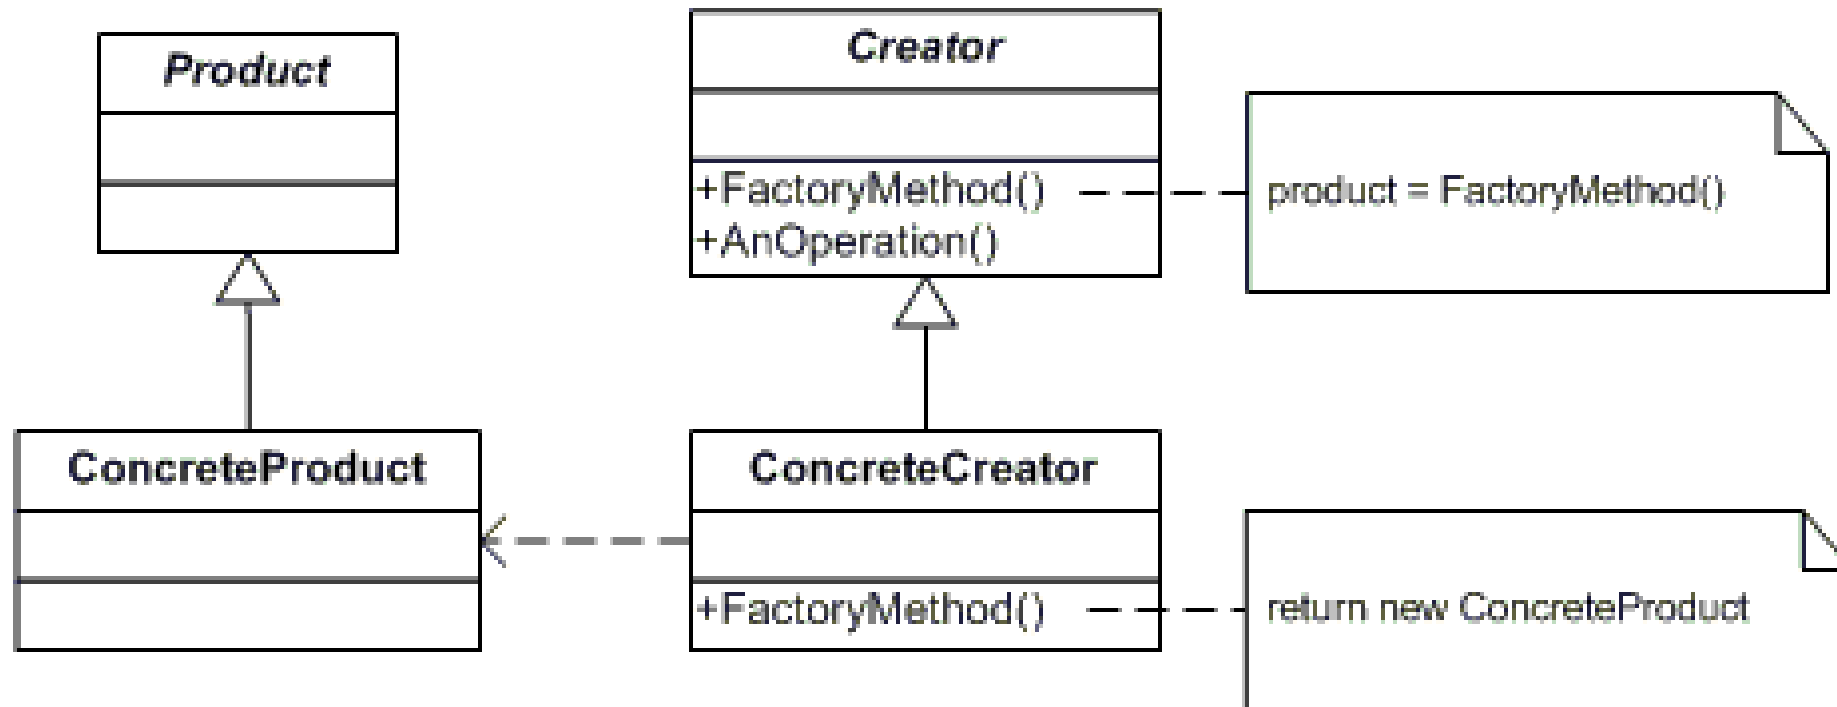 Product
Creator
+FactoryMethod()
+AnOperation()
product = FactoryMethod()
ConcreteProduct
ConcreteCreator
+FactoryMethod()
return new ConcreteProduct